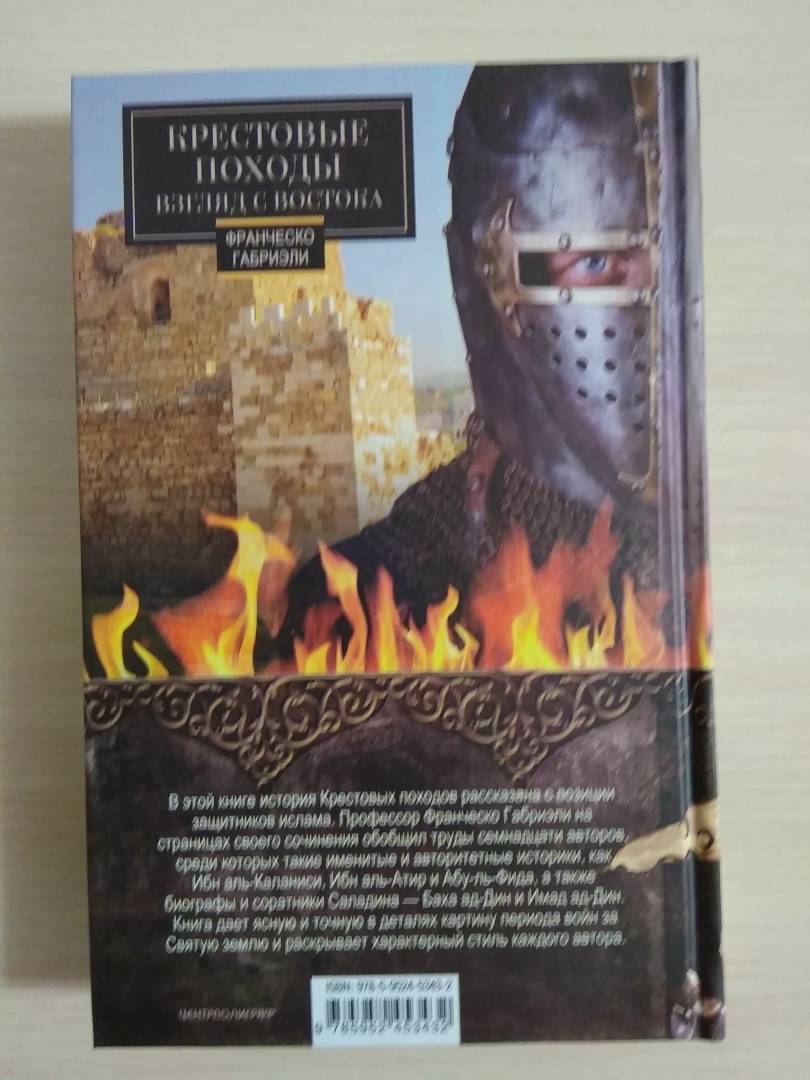 КРЕСТОВЫЕ
ПОХОДЫ
ВЗГЛЯД С ВОСТОКА
ФРАНЧЕСКО
ГАБРИЭЛИ
В этой книге история Крестовых походов рассказана с позиции
защитников ислама. Профессор Франческо Габриэли на
страницах своего сочинения обобщил труды семнадцати авторов,
среди которых такие именитые и авторитетные историки, как
Ибн аль-Каланиси, Ибн аль-Атир и Абу-ль-Фида, а также
биографы и соратники Саладина — Баха ад-Дин и Имад ад-Дин.
Книга дает ясную и точную в деталях картину периода войн за
Святую землю и раскрывает характерный стиль каждого автора.
ISBN
ЦЕНТРПОЛИГРАФ